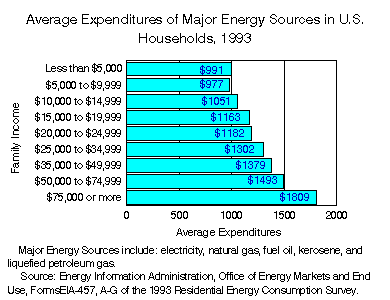 Average Expenditures of Major Energy Sources in U.S.
Households, 1993
Family Income
Less than $5,000 $991
$5,000 to $9,999 $977
$10,000 to $14,999 $1051
$15,000 to $19,999 $1163
$20,000 to $24,999 $1182
$25,000 to $34,999 $1302
$35,000 to $49,999 $1379
$50,000 to $74,999 $1493
$75,000 or more $1809
0 500 1000 1500 2000
Average Expenditures
Major Energy Sources include: electricity, natural gas, fuel oil, kerosene, and
liquefied petroleum gas.
Source: Energy Information Administration, Office of Energy Markets and End
Use, FormsEIA-457, A-G of the 1993 Residential Energy Consumption Survey.